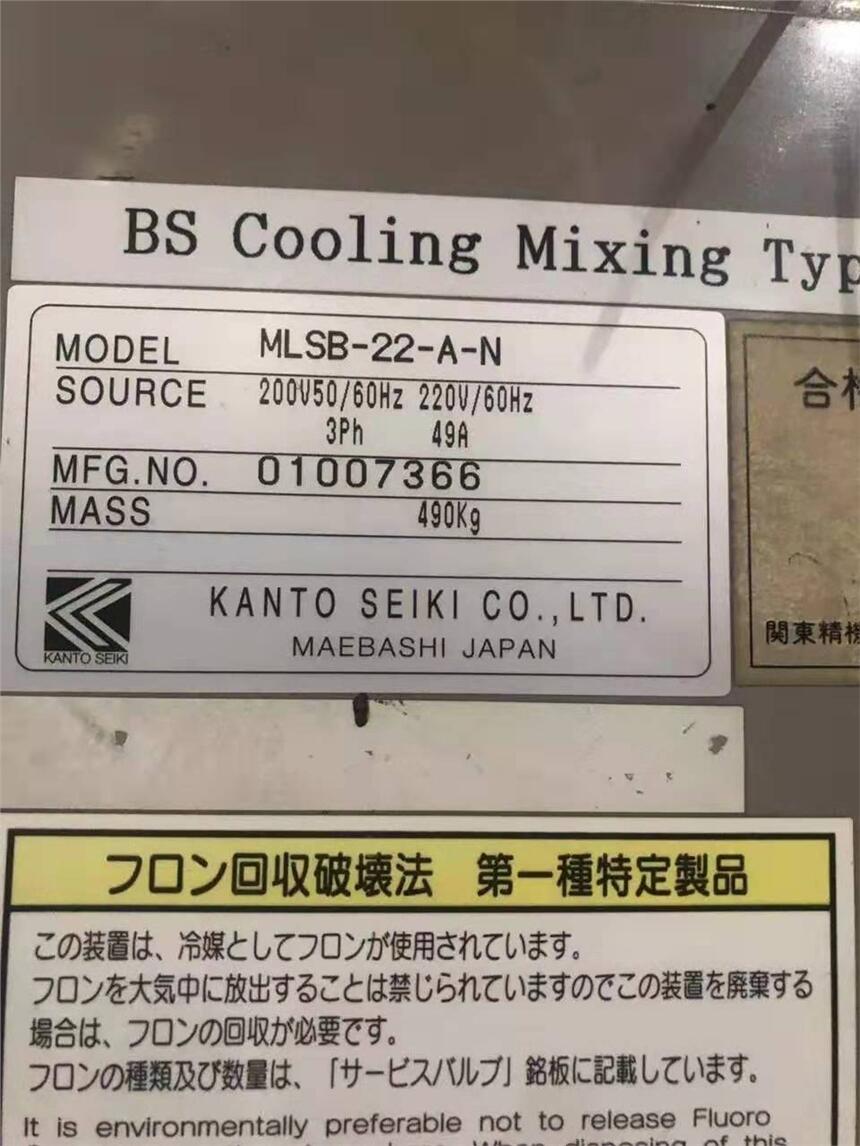 BS Cooling Mixing Typ
MODEL MLSB-22-A-N
SOURCE 200V50/60Hz 220V/60Hz
3Ph 49A
MFG.NO. 01007366
MASS 490Kg
KANTO SEIKI CO.,LTD.
MAEBASHI JAPAN
KANTO SEIKI
合格
関東精機
フロン回収破壊法 第一種特定製品
この装置は、冷媒としてフロンが使用されています。
フロンを大気中に放出することは禁じられていますのでこの装置を廃棄する
場合は、フロンの回収が必要です。
フロンの種類及び数量は、「サービスバルブ」銘板に記載しています。
It is environmentally preferable not to release Fluoro
When disposing of this